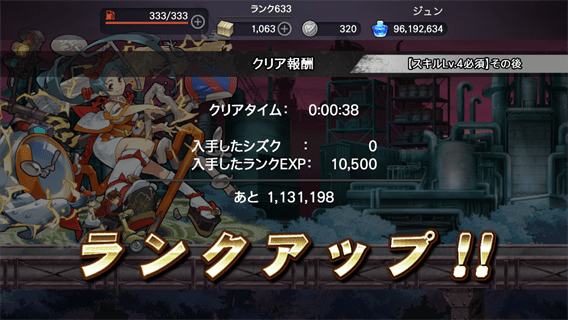 333/333
ランク633
1,063
320
ジュン
96,192,634
クリア報酬
【スキルLv.4必須】その後
クリアタイム： 0:00:38
入手したシズク ： 0
入手したランクEXP： 10,500
あと 1,131,198
ランクアップ!!